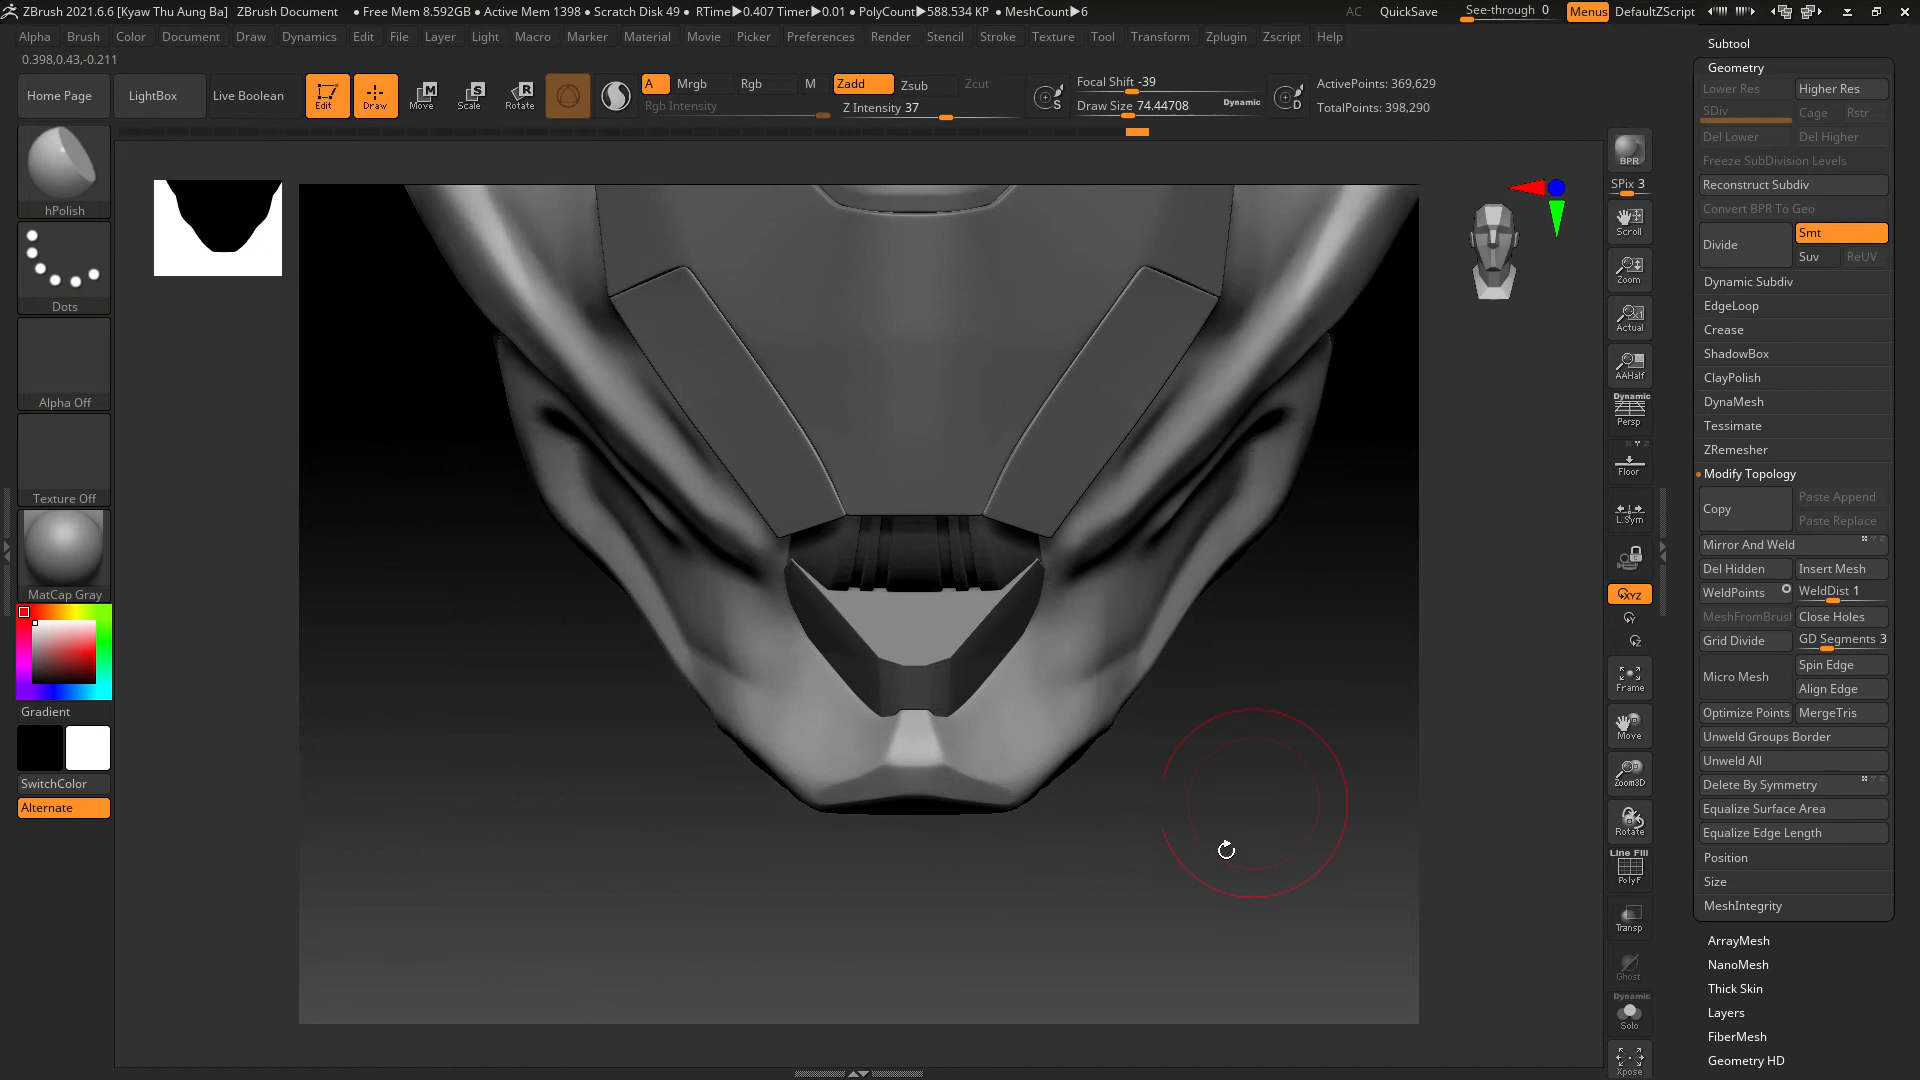 ZBrush 2021.6.6 [Kyaw Thu Aung Ba] ZBrush Document • Free Mem 8.592GB • Active Mem 1398 • Scratch Disk 49 • RTime▶0.407 Timer▶0.01 • PolyCount▶588.534 KP • MeshCount▶6 AC QuickSave See-through 0 Menus DefaultZScript
Alpha Brush Color Document Draw Dynamics Edit File Layer Light Macro Marker Material Movie Picker Preferences Render Stencil Stroke Texture Tool Transform Zplugin Zscript Help
0.398,0.43,-0.211
Home Page LightBox Live Boolean Edit Draw Move Scale Rotate
A Mrgb Rgb M Zadd Zsub Zcut
Rgb Intensity Z Intensity 37
Focal Shift -39
Draw Size 74.44708 Dynamic
S D
ActivePoints: 369,629
TotalPoints: 398,290
hPolish
Dots
Alpha Off
Texture Off
MatCap Gray
Gradient
SwitchColor
Alternate
BPR
SPix 3
Scroll
Zoom
Actual
AAHalf
Dynamic
Persp
Floor
L.Sym
XYZ
Y
Z
Frame
Move
Zoom3D
Rotate
Line Fill
PolyF
Transp
Ghost
Dynamic
Solo
Xpose
Subtool
Geometry
Lower Res Higher Res
SDiv Cage Rstr
Del Lower Del Higher
Freeze SubDivision Levels
Reconstruct Subdiv
Convert BPR To Geo
Divide Smt
Suv ReUV
Dynamic Subdiv
EdgeLoop
Crease
ShadowBox
ClayPolish
DynaMesh
Tessimate
ZRemesher
Modify Topology
Copy Paste Append
Paste Replace
Mirror And Weld
Del Hidden Insert Mesh
WeldPoints WeldDist 1
MeshFromBrus Close Holes
Grid Divide GD Segments 3
Micro Mesh Spin Edge
Align Edge
Optimize Points MergeTris
Unweld Groups Border
Unweld All
Delete By Symmetry
Equalize Surface Area
Equalize Edge Length
Position
Size
MeshIntegrity
ArrayMesh
NanoMesh
Thick Skin
Layers
FiberMesh
Geometry HD